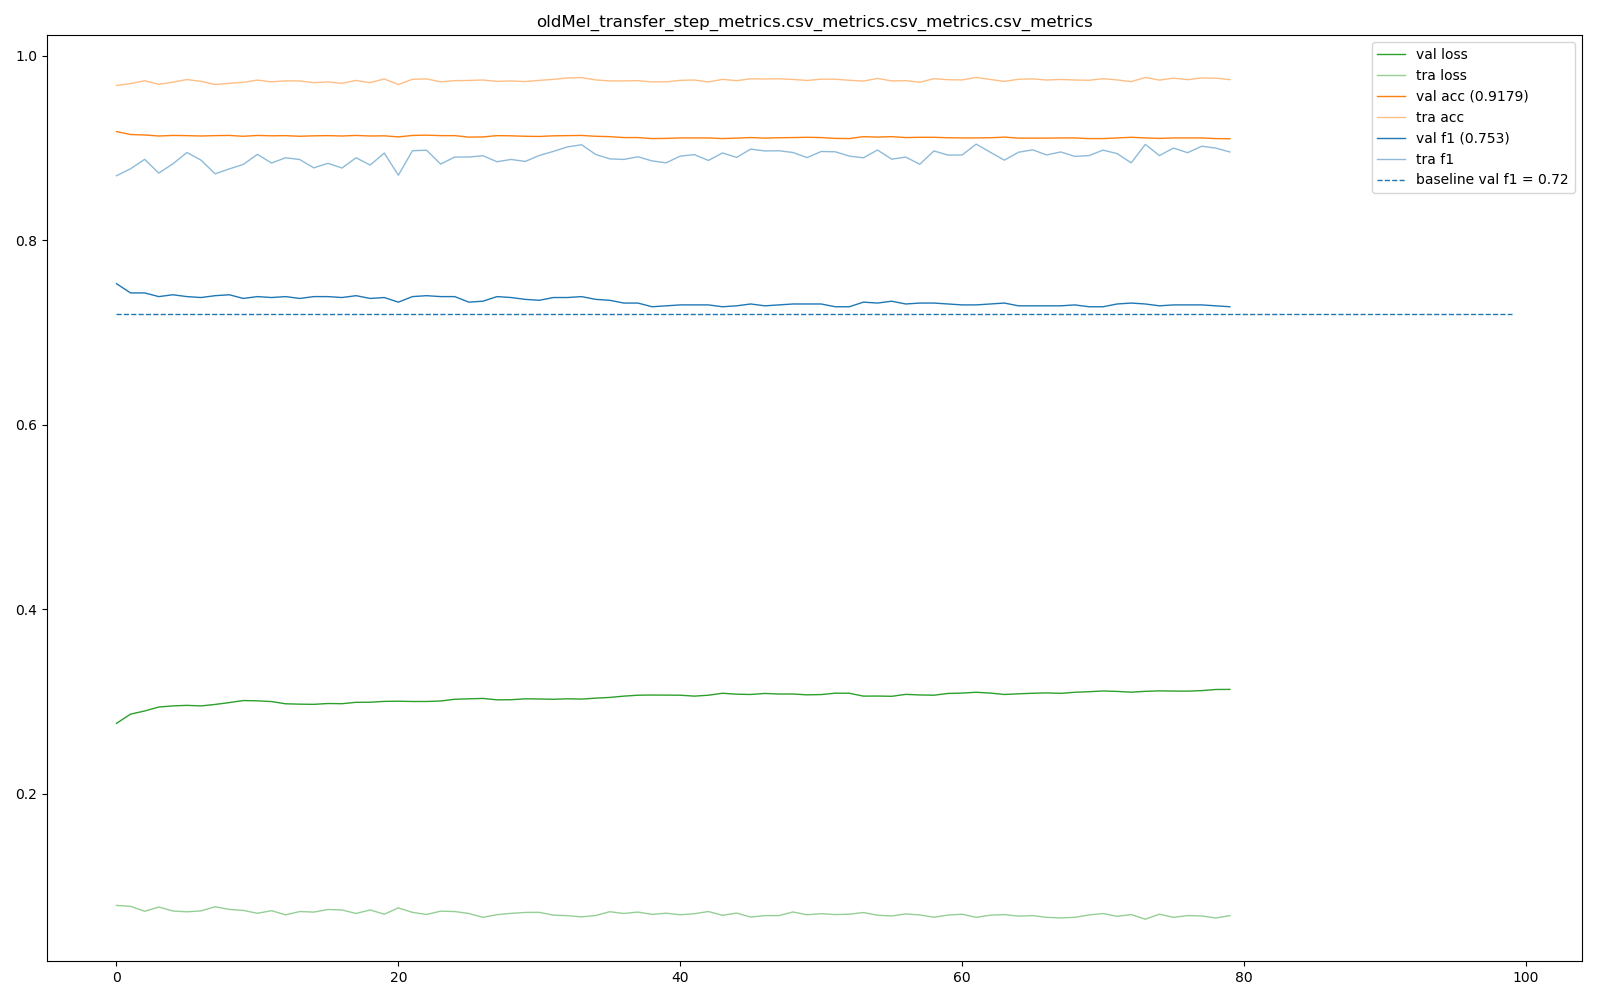 oldMel_transfer_step_metrics.csv_metrics.csv_metrics.csv_metrics
val loss
tra loss
val acc (0.9179)
tra acc
val f1 (0.753)
tra f1
baseline val f1 = 0.72
1.0
0.8
0.6
0.4
0.2
0 20 40 60 80 100